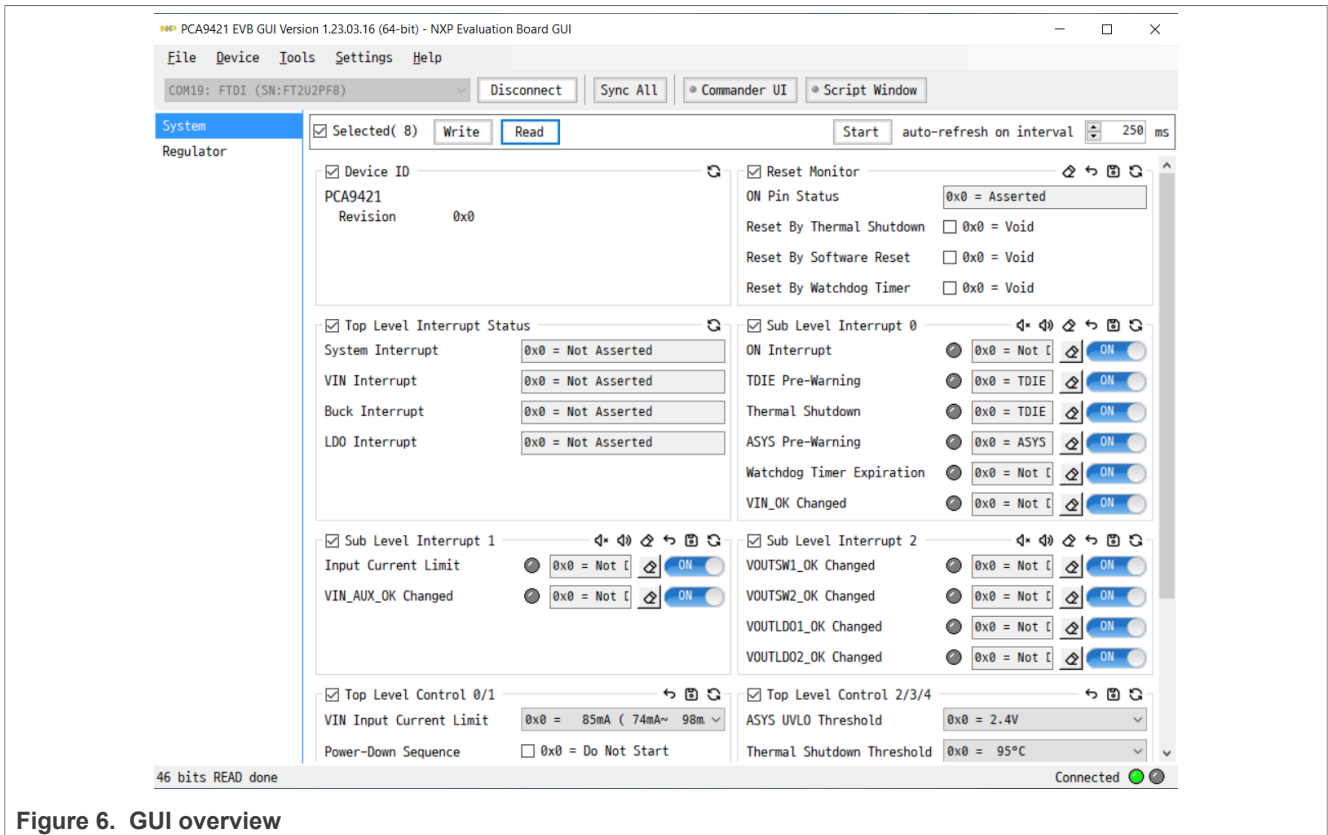 NXP PCA9421 EVB GUI Version 1.23.03.16 (64-bit) - NXP Evaluation Board GUI
File Device Tools Settings Help
COM19: FTDI (SN:FT2U2PF8) Disconnect Sync All Commander UI Script Window
System
Regulator
Selected( 8) Write Read Start auto-refresh on interval 250 ms
Device ID
PCA9421
Revision 0x0
Reset Monitor
ON Pin Status 0x0 = Asserted
Reset By Thermal Shutdown 0x0 = Void
Reset By Software Reset 0x0 = Void
Reset By Watchdog Timer 0x0 = Void
Top Level Interrupt Status
System Interrupt 0x0 = Not Asserted
VIN Interrupt 0x0 = Not Asserted
Buck Interrupt 0x0 = Not Asserted
LDO Interrupt 0x0 = Not Asserted
Sub Level Interrupt 0
ON Interrupt 0x0 = Not ON
TDIE Pre-Warning 0x0 = TDIE ON
Thermal Shutdown 0x0 = TDIE ON
ASYS Pre-Warning 0x0 = ASYS ON
Watchdog Timer Expiration 0x0 = Not ON
VIN_OK Changed 0x0 = Not ON
Sub Level Interrupt 1
Input Current Limit 0x0 = Not ON
VIN_AUX_OK Changed 0x0 = Not ON
Sub Level Interrupt 2
VOUTSW1_OK Changed 0x0 = Not ON
VOUTSW2_OK Changed 0x0 = Not ON
VOUTLDO1_OK Changed 0x0 = Not ON
VOUTLDO2_OK Changed 0x0 = Not ON
Top Level Control 0/1
VIN Input Current Limit 0x0 = 85mA ( 74mA~ 98m
Power-Down Sequence 0x0 = Do Not Start
Top Level Control 2/3/4
ASYS UVLO Threshold 0x0 = 2.4V
Thermal Shutdown Threshold 0x0 = 95°C
46 bits READ done Connected
Figure 6. GUI overview